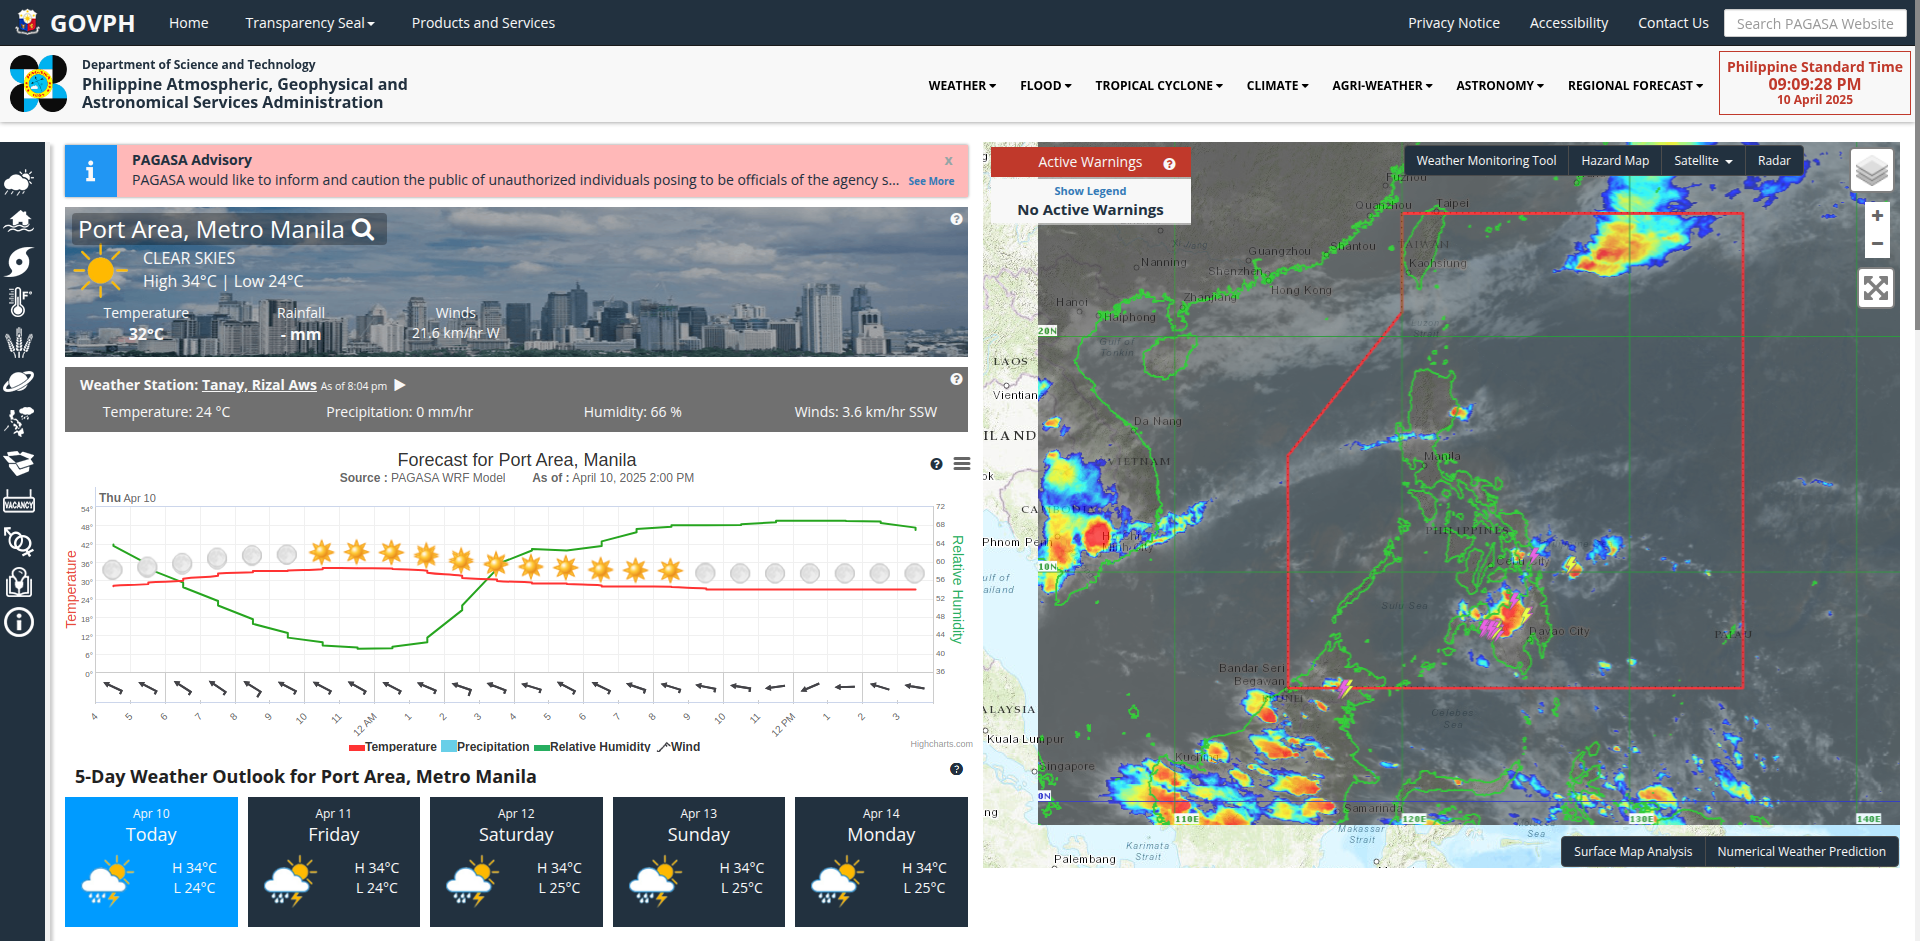 GOVPH
Home
Transparency Seal
Products and Services
Privacy Notice
Accessibility
Contact Us
Search PAGASA Website
Department of Science and Technology
Philippine Atmospheric, Geophysical and
Astronomical Services Administration
WEATHER
FLOOD
TROPICAL CYCLONE
CLIMATE
AGRI-WEATHER
ASTRONOMY
REGIONAL FORECAST
Philippine Standard Time
09:09:28 PM
10 April 2025
PAGASA Advisory
x
PAGASA would like to inform and caution the public of unauthorized individuals posing to be officials of the agency s... See More
Port Area, Metro Manila
CLEAR SKIES
High 34°C | Low 24°C
Temperature
32°C
Rainfall
- mm
Winds
21.6 km/hr W
Weather Station: Tanay, Rizal Aws As of 8:04 pm
Temperature: 24 °C
Precipitation: 0 mm/hr
Humidity: 66 %
Winds: 3.6 km/hr SSW
Forecast for Port Area, Manila
Source : PAGASA WRF Model As of : April 10, 2025 2:00 PM
Thu Apr 10
Temperature
54°
48°
42°
36°
30°
24°
18°
12°
6°
0°
72
68
64
60
56
52
48
44
40
36
Relative Humidity
4
5
6
7
8
9
10
11
12 AM
1
2
3
4
5
6
7
8
9
10
11
12 PM
1
2
3
Temperature
Precipitation
Relative Humidity
Wind
Highcharts.com
5-Day Weather Outlook for Port Area, Metro Manila
Apr 10
Today
H 34°C
L 24°C
Apr 11
Friday
H 34°C
L 24°C
Apr 12
Saturday
H 34°C
L 25°C
Apr 13
Sunday
H 34°C
L 25°C
Apr 14
Monday
H 34°C
L 25°C
VACANCY
Active Warnings
Show Legend
No Active Warnings
Weather Monitoring Tool
Hazard Map
Satellite
Radar
+
−
Fuzhou
Quanzhou
Taipei
TAIWAN
Kaohsiung
Shantou
Guangzhou
Shenzhen
Hong Kong
Nanning
Zhanjiang
Hanoi
Haiphong
Gulf of
Tonkin
20N
LAOS
Vientian
Da Nang
ILAND
VIETNAM
Manila
Phnom Pen
PHILIPPINES
Cebu City
10N
ulf of
ailand
Sulu Sea
Davao City
Bandar Seri
Begawan
ALAYSIA
Celebes
Sea
Kuala Lumpur
Kuching
Singapore
0N
Samarinda
110E
120E
130E
140E
ng
Makassar
Strait
Sea
Karimata
Strait
Palembang
Surface Map Analysis
Numerical Weather Prediction